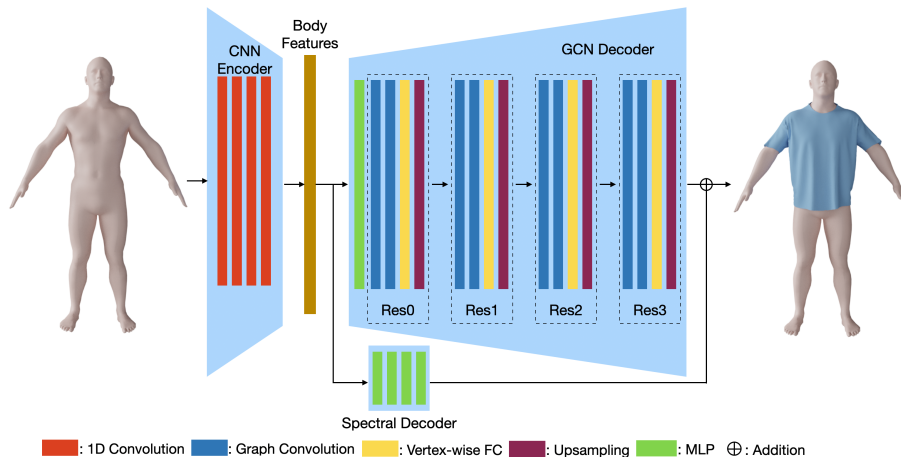 CNN
Encoder
Body
Features
GCN Decoder
Res0
Res1
Res2
Res3
Spectral Decoder
: 1D Convolution
: Graph Convolution
: Vertex-wise FC
: Upsampling
: MLP
: Addition